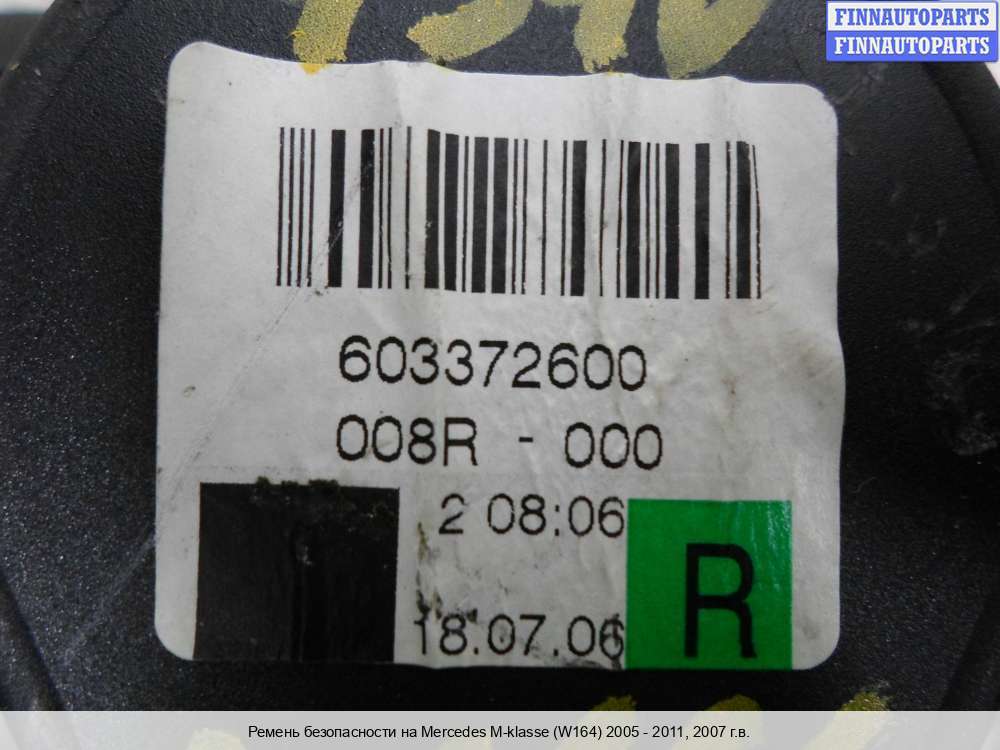 FINNAUTOPARTS
FINNAUTOPARTS
603372600
008R - 000
2 08:06
18.07.06
R
Ремень безопасности на Mercedes M-klasse (W164) 2005 - 2011, 2007 г.в.